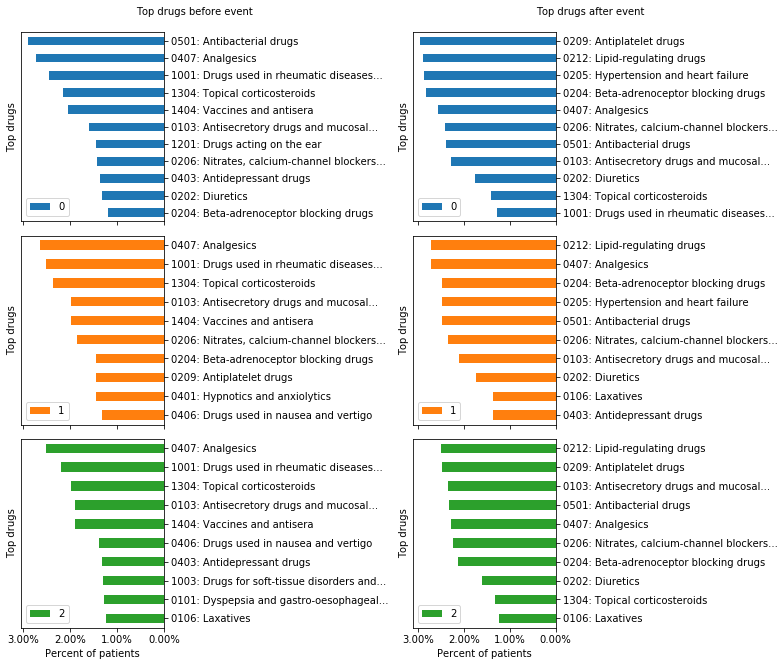 Top drugs before event
Top drugs
0501: Antibacterial drugs
0407: Analgesics
1001: Drugs used in rheumatic diseases...
1304: Topical corticosteroids
1404: Vaccines and antisera
0103: Antisecretory drugs and mucosal...
1201: Drugs acting on the ear
0206: Nitrates, calcium-channel blockers...
0403: Antidepressant drugs
0202: Diuretics
0204: Beta-adrenoceptor blocking drugs
0
Top drugs
0407: Analgesics
1001: Drugs used in rheumatic diseases...
1304: Topical corticosteroids
0103: Antisecretory drugs and mucosal...
1404: Vaccines and antisera
0206: Nitrates, calcium-channel blockers...
0204: Beta-adrenoceptor blocking drugs
0209: Antiplatelet drugs
0401: Hypnotics and anxiolytics
0406: Drugs used in nausea and vertigo
1
Top drugs
0407: Analgesics
1001: Drugs used in rheumatic diseases...
1304: Topical corticosteroids
0103: Antisecretory drugs and mucosal...
1404: Vaccines and antisera
0406: Drugs used in nausea and vertigo
0403: Antidepressant drugs
1003: Drugs for soft-tissue disorders and...
0101: Dyspepsia and gastro-oesophageal...
0106: Laxatives
2
3.00% 2.00% 1.00% 0.00%
Percent of patients
Top drugs after event
Top drugs
0209: Antiplatelet drugs
0212: Lipid-regulating drugs
0205: Hypertension and heart failure
0204: Beta-adrenoceptor blocking drugs
0407: Analgesics
0206: Nitrates, calcium-channel blockers...
0501: Antibacterial drugs
0103: Antisecretory drugs and mucosal...
0202: Diuretics
1304: Topical corticosteroids
1001: Drugs used in rheumatic diseases...
0
Top drugs
0212: Lipid-regulating drugs
0407: Analgesics
0204: Beta-adrenoceptor blocking drugs
0205: Hypertension and heart failure
0501: Antibacterial drugs
0206: Nitrates, calcium-channel blockers...
0103: Antisecretory drugs and mucosal...
0202: Diuretics
0106: Laxatives
0403: Antidepressant drugs
1
Top drugs
0212: Lipid-regulating drugs
0209: Antiplatelet drugs
0103: Antisecretory drugs and mucosal...
0501: Antibacterial drugs
0407: Analgesics
0206: Nitrates, calcium-channel blockers...
0204: Beta-adrenoceptor blocking drugs
0202: Diuretics
1304: Topical corticosteroids
0106: Laxatives
2
3.00% 2.00% 1.00% 0.00%
Percent of patients